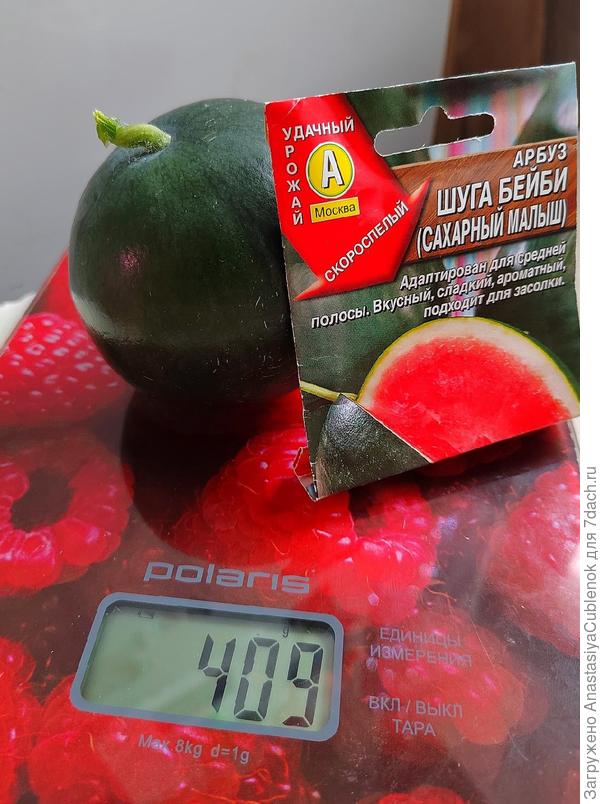 УДАЧНЫЙ
УРОЖАЙ
А
Москва
СКОРОСПЕЛЫЙ
АРБУЗ
ШУГА БЕЙБИ
(САХАРНЫЙ МАЛЫШ)
Адаптирован для средней
полосы. Вкусный, сладкий, ароматный,
подходит для засолки.
polaris
g
409
ЕДИНИЦЫ
ИЗМЕРЕНИЯ
ВКЛ / ВЫКЛ
ТАРА
Max 8kg d=1g
Загружено AnastasiyaCublenok для 7dach.ru